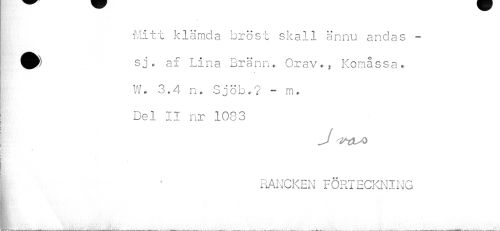 Mitt klämda bröst skall ännu andas -
sj. af Lina Bränn. Orav., Komåssa.
W. 3.4 n. Sjöb.? - m.
Del II nr 1083
Ivas
RANCKEN FÖRTECKNING